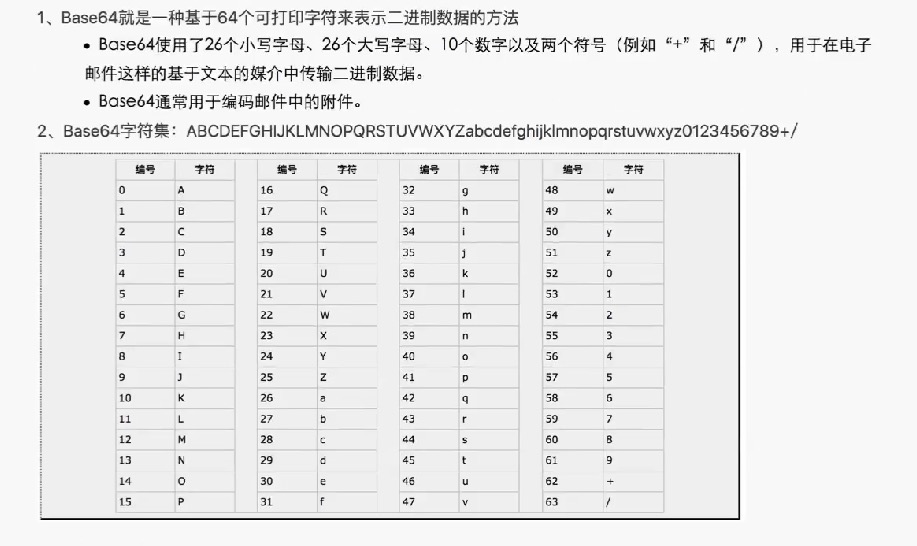 1、Base64就是一种基于64个可打印字符来表示二进制数据的方法
• Base64使用了26个小写字母、26个大写字母、10个数字以及两个符号（例如“+”和“/”），用于在电子
邮件这样的基于文本的媒介中传输二进制数据。
• Base64通常用于编码邮件中的附件。
2、Base64字符集：ABCDEFGHIJKLMNOPQRSTUVWXYZabcdefghijklmnopqrstuvwxyz0123456789+/
编号 字符 编号 字符 编号 字符 编号 字符
0 A 16 Q 32 g 48 w
1 B 17 R 33 h 49 x
2 C 18 S 34 i 50 y
3 D 19 T 35 j 51 z
4 E 20 U 36 k 52 0
5 F 21 V 37 l 53 1
6 G 22 W 38 m 54 2
7 H 23 X 39 n 55 3
8 I 24 Y 40 o 56 4
9 J 25 Z 41 p 57 5
10 K 26 a 42 q 58 6
11 L 27 b 43 r 59 7
12 M 28 c 44 s 60 8
13 N 29 d 45 t 61 9
14 O 30 e 46 u 62 +
15 P 31 f 47 v 63 /